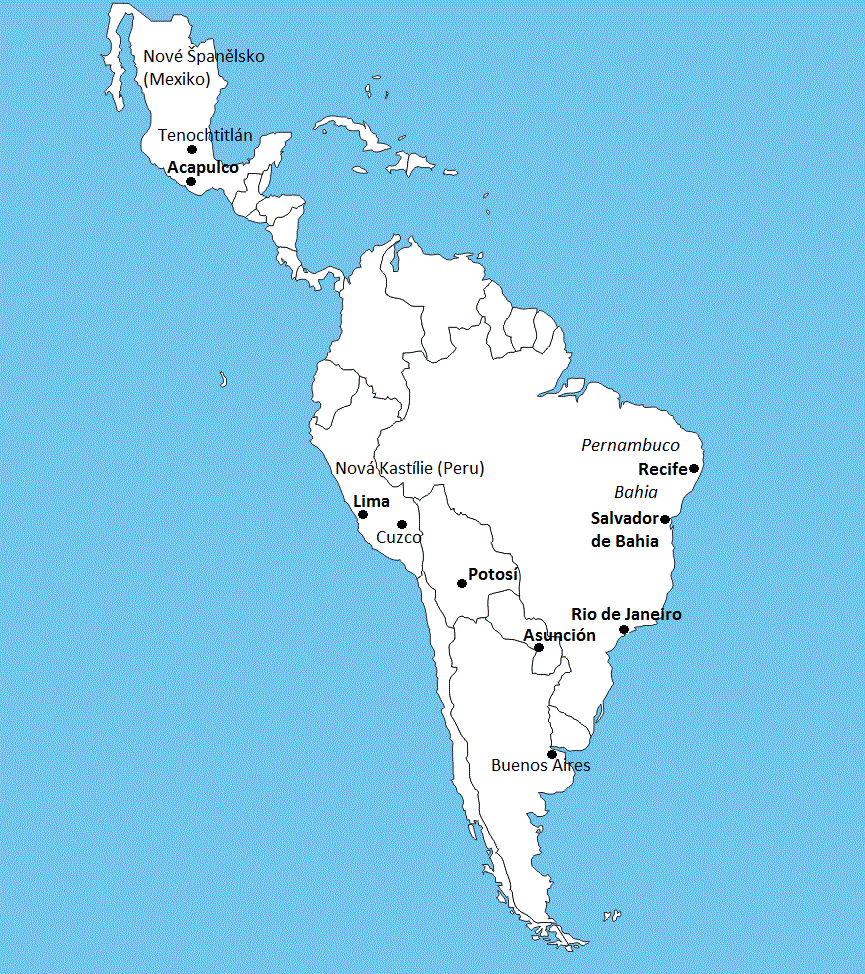 Nové Španělsko
(Mexiko)
Tenochtitlán
Acapulco
Pernambuco
Nová Kastílie (Peru)
Recife
Bahia
Lima
Salvador
de Bahia
Cuzco
Potosí
Rio de Janeiro
Asunción
Buenos Aires